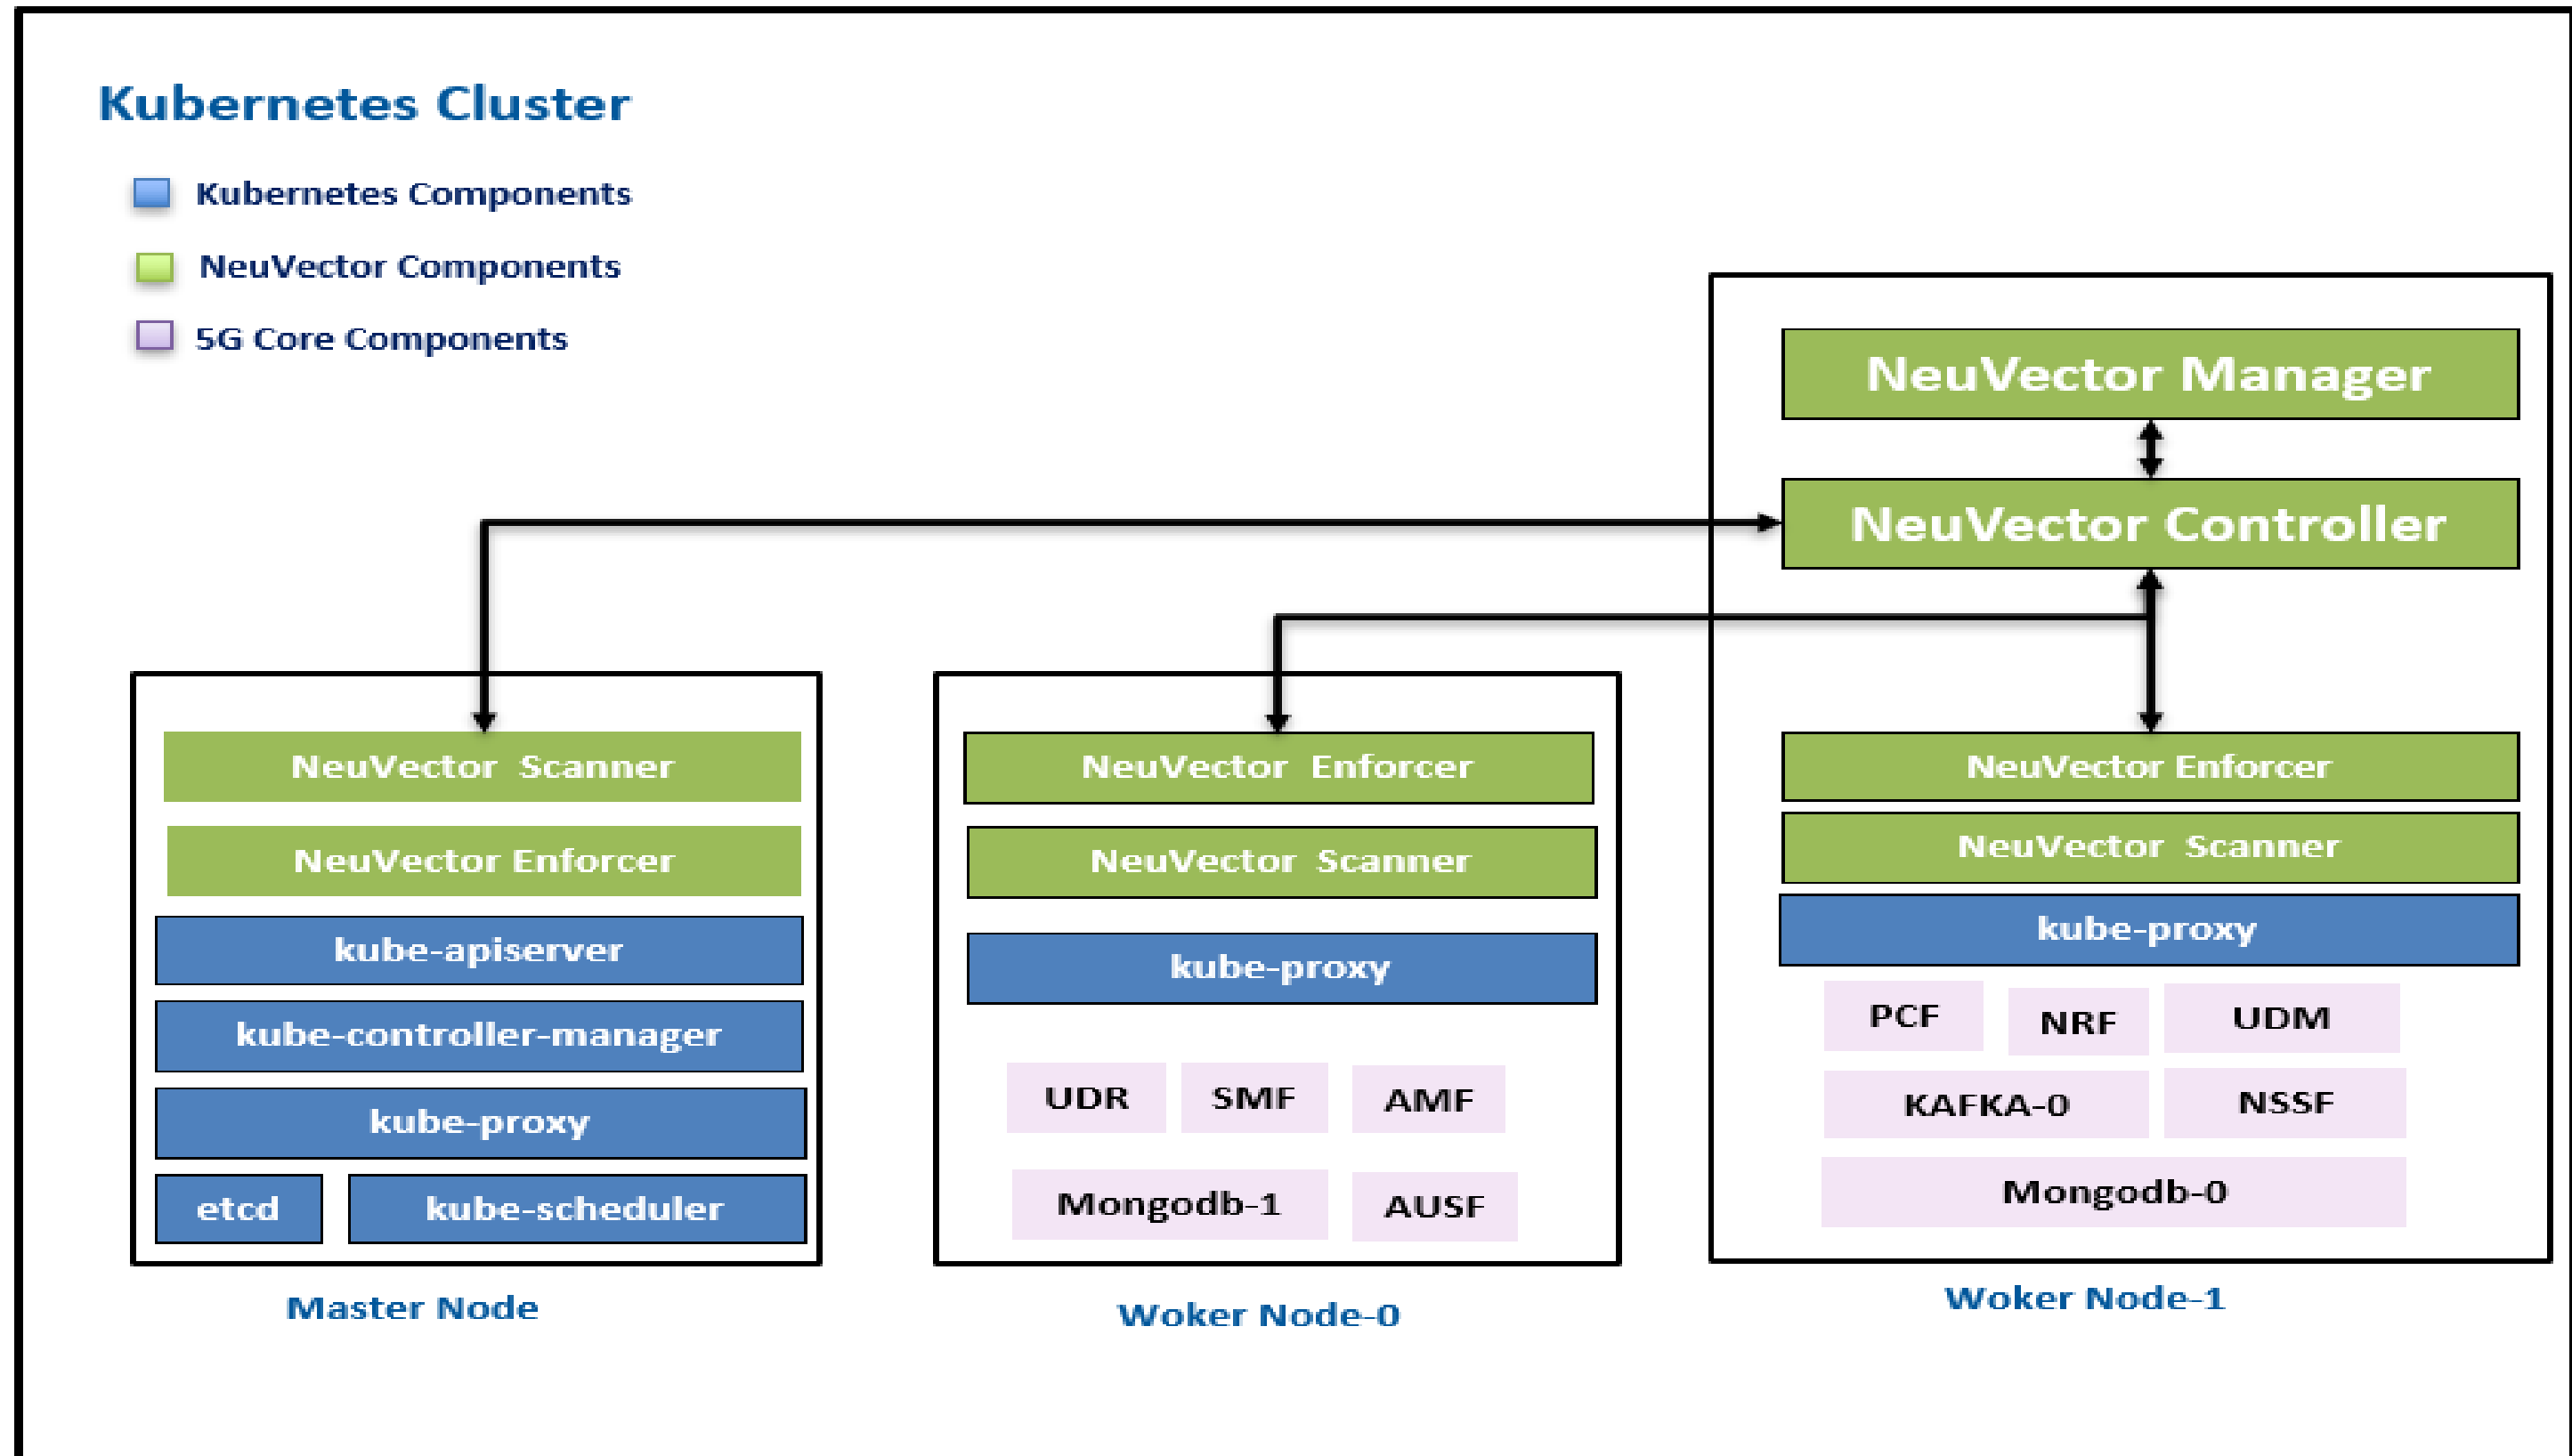 Kubernetes Cluster
Kubernetes Components
NeuVector Components
5G Core Components
NeuVector Manager
NeuVector Controller
NeuVector Scanner
NeuVector Enforcer
kube-apiserver
kube-controller-manager
kube-proxy
etcd
kube-scheduler
Master Node
NeuVector Enforcer
NeuVector Scanner
kube-proxy
UDR
SMF
AMF
Mongodb-1
AUSF
Woker Node-0
NeuVector Enforcer
NeuVector Scanner
kube-proxy
PCF
NRF
UDM
KAFKA-0
NSSF
Mongodb-0
Woker Node-1